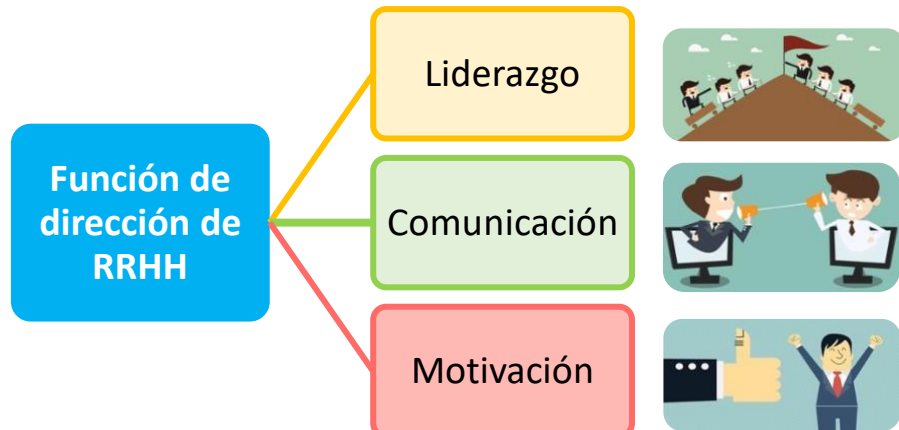 Función de
dirección de
RRHH
Liderazgo
Comunicación
Motivación